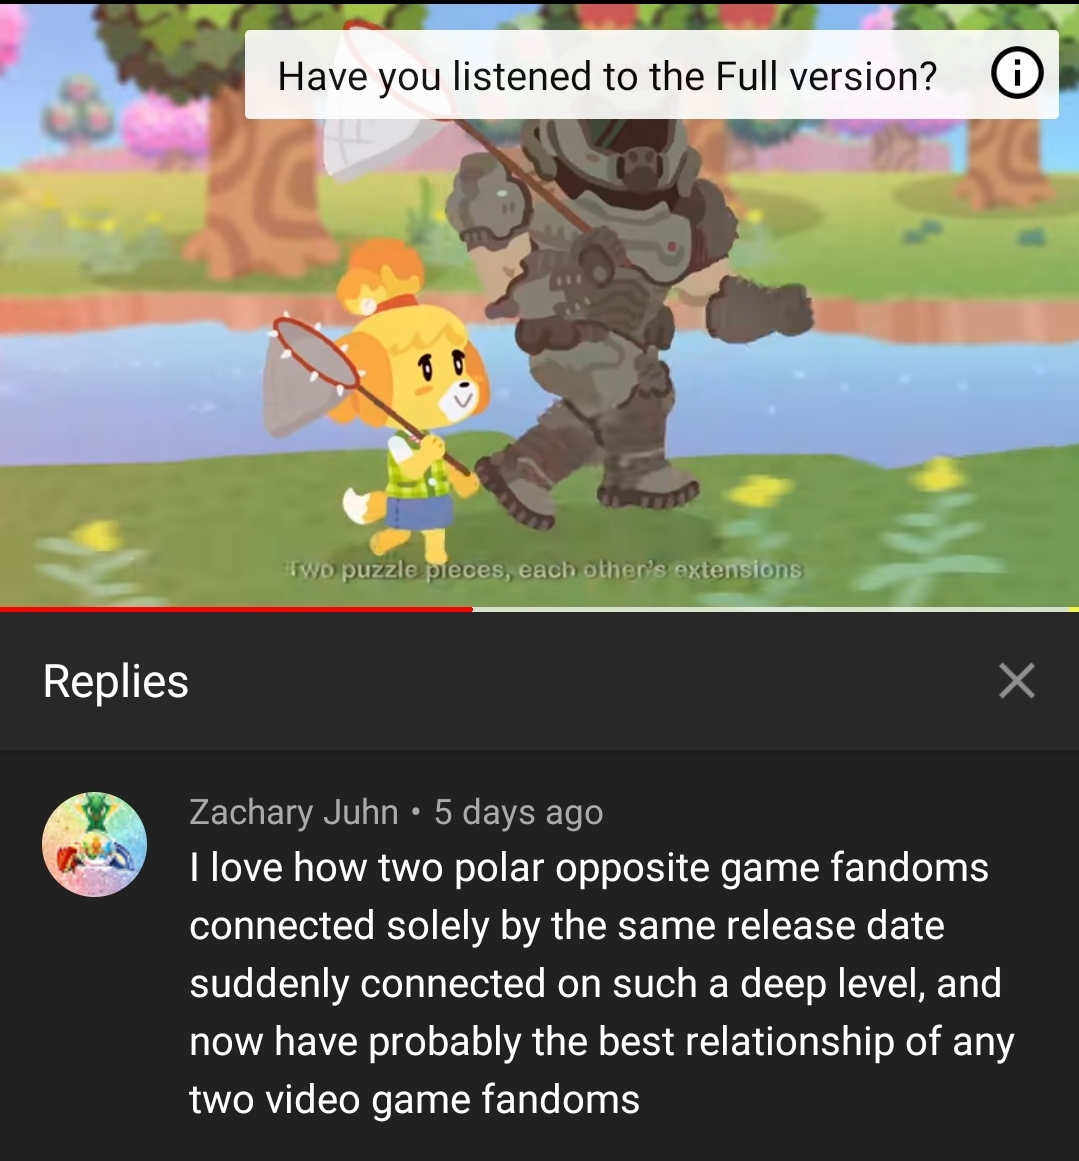 Have you listened to the Full version?
Two puzzle pieces, each other's extensions
Replies
Zachary Juhn • 5 days ago
I love how two polar opposite game fandoms
connected solely by the same release date
suddenly connected on such a deep level, and
now have probably the best relationship of any
two video game fandoms